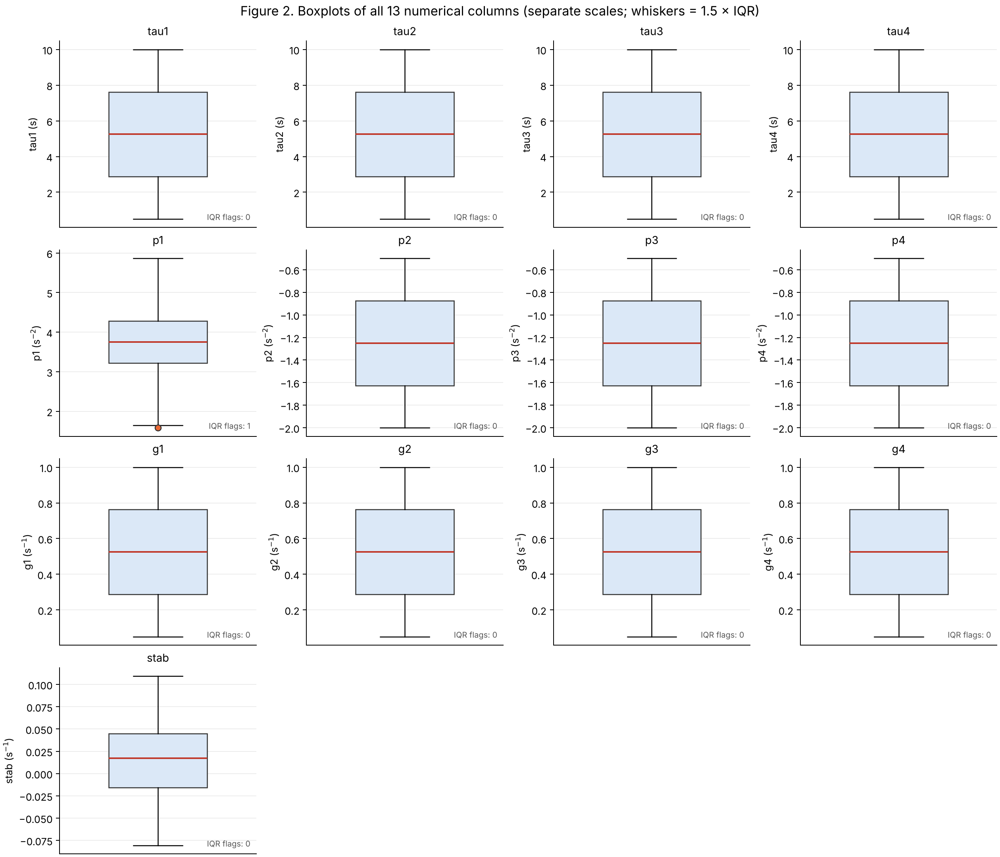 Figure 2. Boxplots of all 13 numerical columns (separate scales; whiskers = 1.5 × IQR)
tau1
tau1 (s)
10
8
6
4
2
IQR flags: 0
tau2
tau2 (s)
10
8
6
4
2
IQR flags: 0
tau3
tau3 (s)
10
8
6
4
2
IQR flags: 0
tau4
tau4 (s)
10
8
6
4
2
IQR flags: 0
p1
p1 (s⁻²)
6
5
4
3
2
IQR flags: 1
p2
p2 (s⁻²)
−0.6
−0.8
−1.0
−1.2
−1.4
−1.6
−1.8
−2.0
IQR flags: 0
p3
p3 (s⁻²)
−0.6
−0.8
−1.0
−1.2
−1.4
−1.6
−1.8
−2.0
IQR flags: 0
p4
p4 (s⁻²)
−0.6
−0.8
−1.0
−1.2
−1.4
−1.6
−1.8
−2.0
IQR flags: 0
g1
g1 (s⁻¹)
1.0
0.8
0.6
0.4
0.2
IQR flags: 0
g2
g2 (s⁻¹)
1.0
0.8
0.6
0.4
0.2
IQR flags: 0
g3
g3 (s⁻¹)
1.0
0.8
0.6
0.4
0.2
IQR flags: 0
g4
g4 (s⁻¹)
1.0
0.8
0.6
0.4
0.2
IQR flags: 0
stab
stab (s⁻¹)
0.100
0.075
0.050
0.025
0.000
−0.025
−0.050
−0.075
IQR flags: 0